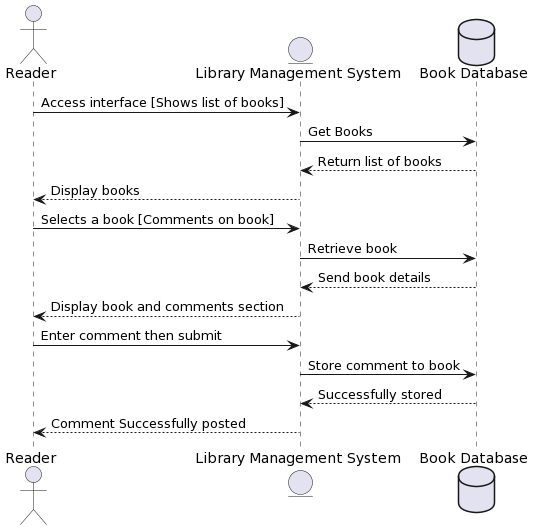 Reader
Library Management System
Book Database
Access interface [Shows list of books]
Get Books
Return list of books
Display books
Selects a book [Comments on book]
Retrieve book
Send book details
Display book and comments section
Enter comment then submit
Store comment to book
Successfully stored
Comment Successfully posted
Reader
Library Management System
Book Database